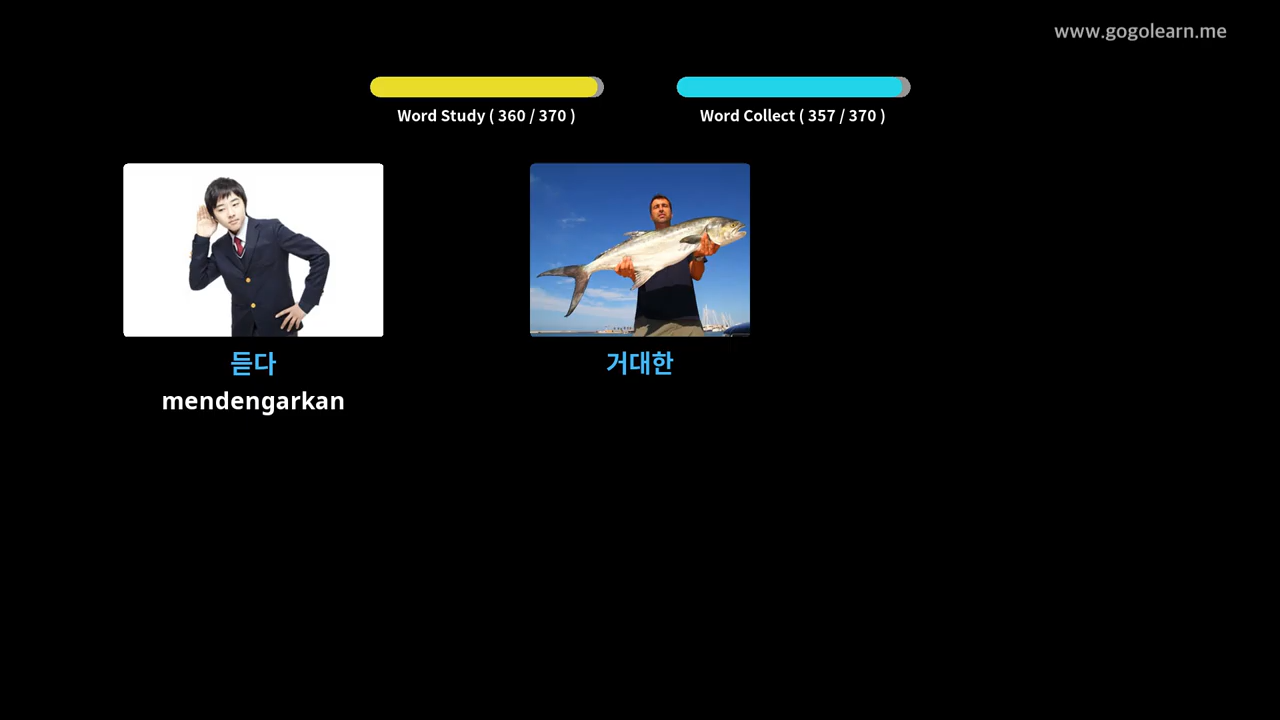 www.gogolearn.me
Word Study ( 360 / 370 )
Word Collect ( 357 / 370 )
듣다
mendengarkan
거대한